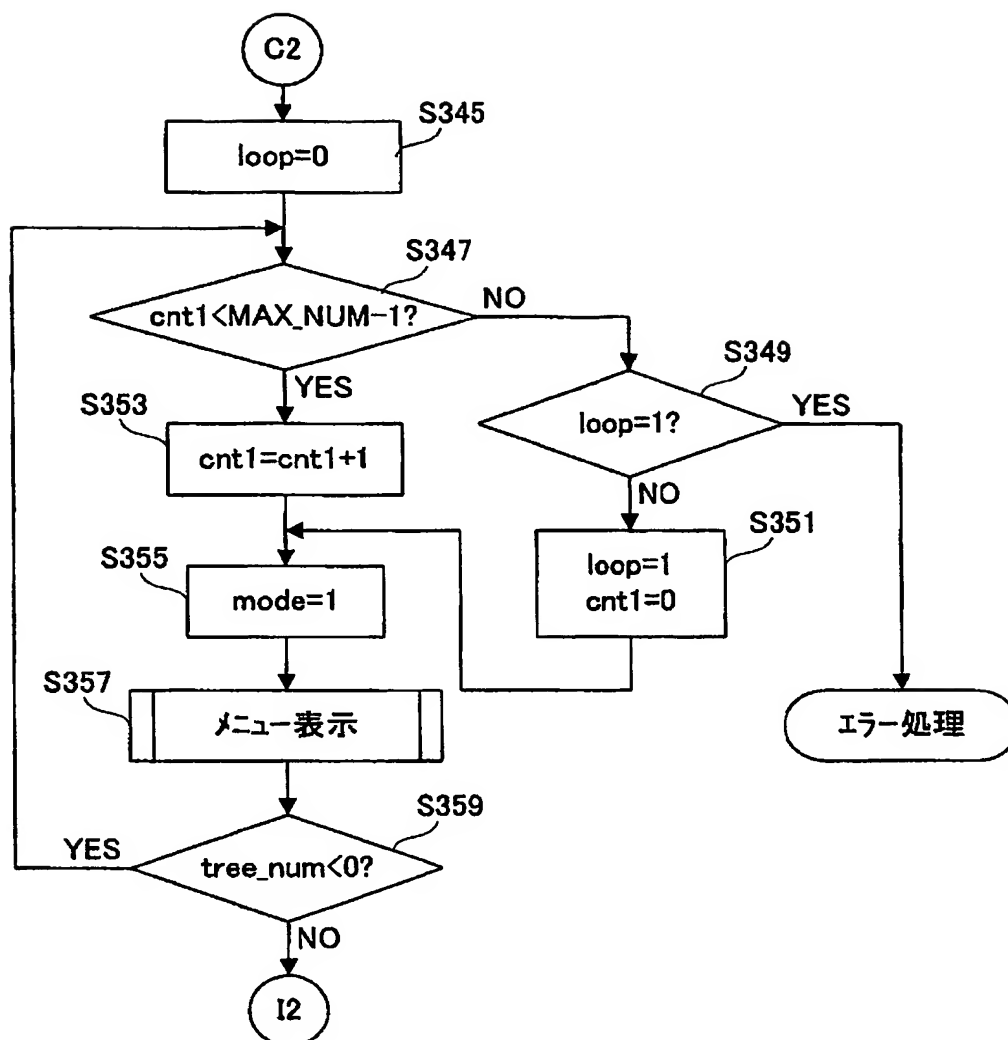 C2
S345
loop=0
S347
cnt1<MAX_NUM-1?
NO
YES
S349
loop=1?
YES
NO
S353
cnt1=cnt1+1
S351
loop=1
cnt1=0
S355
mode=1
S357
メニュー表示
エラー処理
S359
tree_num<0?
YES
NO
I2